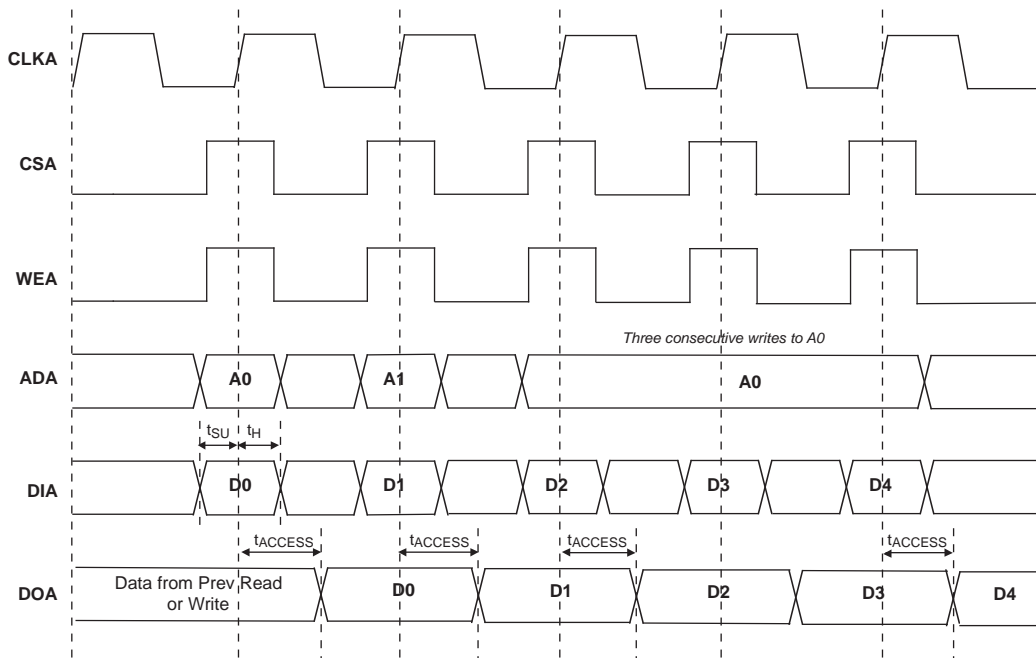 CLKA
CSA
WEA
Three consecutive writes to A0
ADA A0 A1 A0
tSU tH
DIA D0 D1 D2 D3 D4
tACCESS tACCESS tACCESS tACCESS
DOA Data from Prev Read
or Write D0 D1 D2 D3 D4